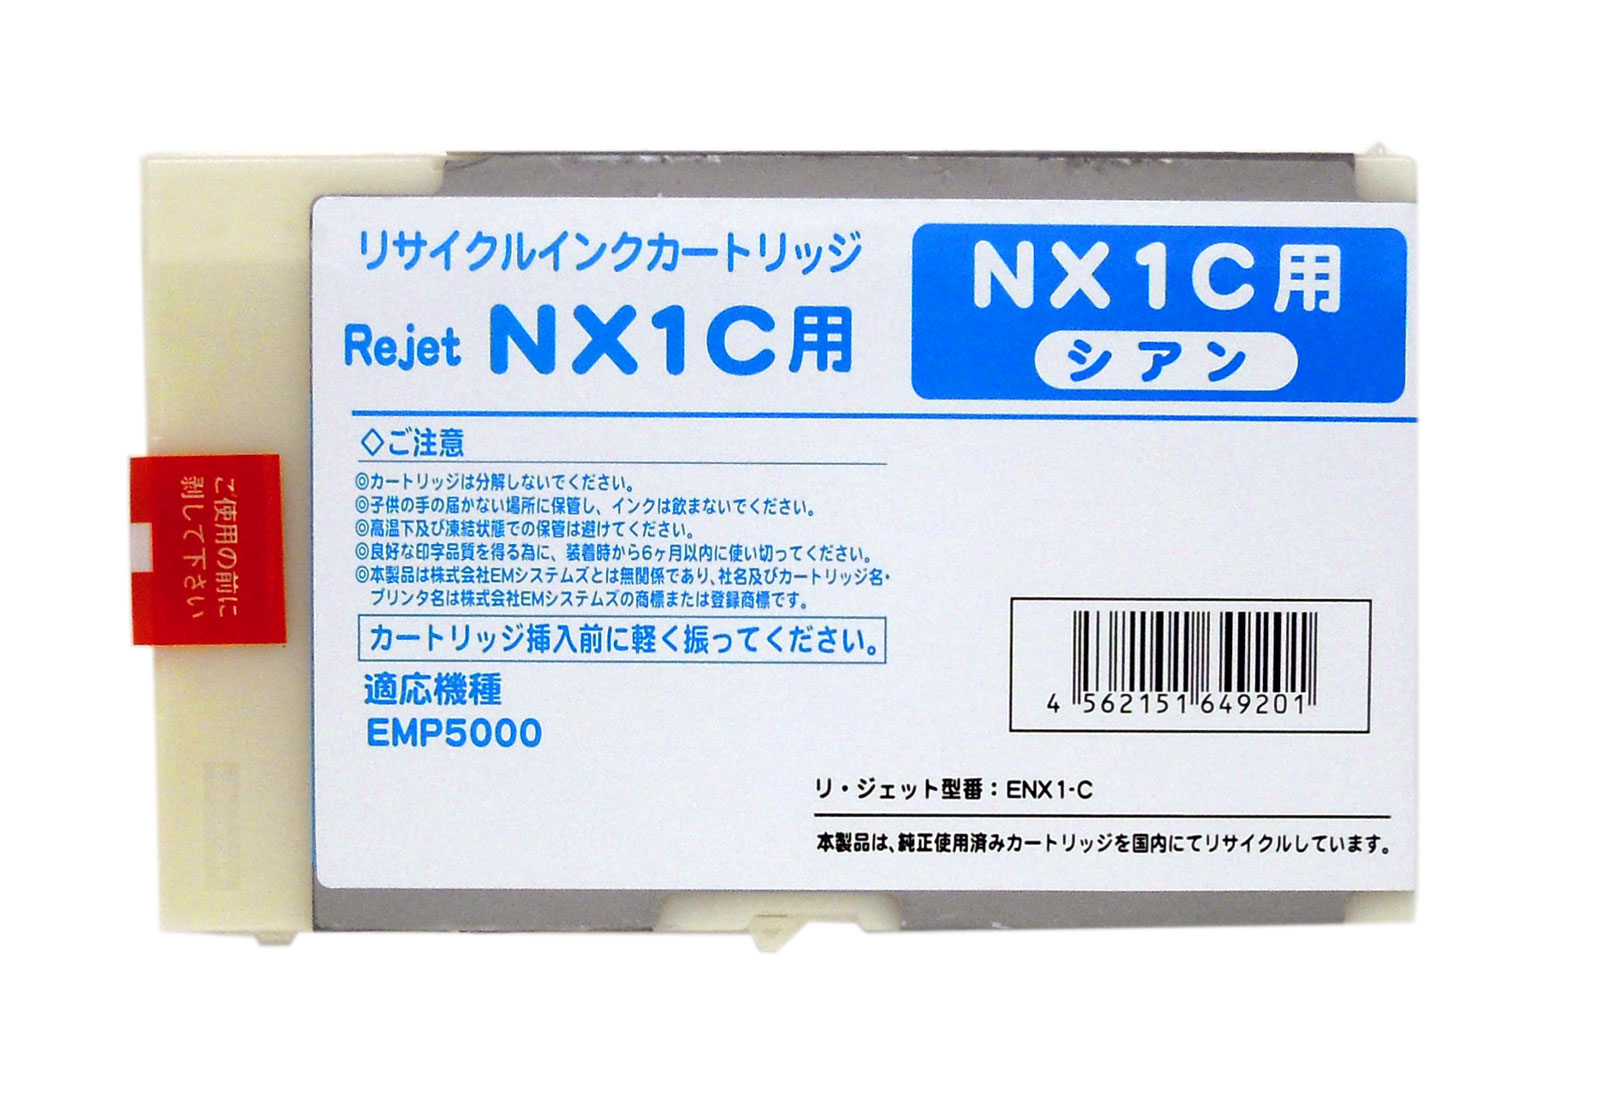 リサイクルインクカートリッジ
Rejet NX1C用
NX1C用
シアン
◇ご注意
◎カートリッジは分解しないでください。
◎子供の手の届かない場所に保管し、インクは飲まないでください。
◎高温下及び凍結状態での保管は避けてください。
◎良好な印字品質を得る為に、装着時から6ヶ月以内に使い切ってください。
◎本製品は株式会社EMシステムズとは無関係であり、社名及びカートリッジ名・
プリンタ名は株式会社EMシステムズの商標または登録商標です。
カートリッジ挿入前に軽く振ってください。
適応機種
EMP5000
4 562151 649201
リ・ジェット型番：ENX1-C
本製品は、純正使用済みカートリッジを国内にてリサイクルしています。
ご使用の前に
剥して下さい